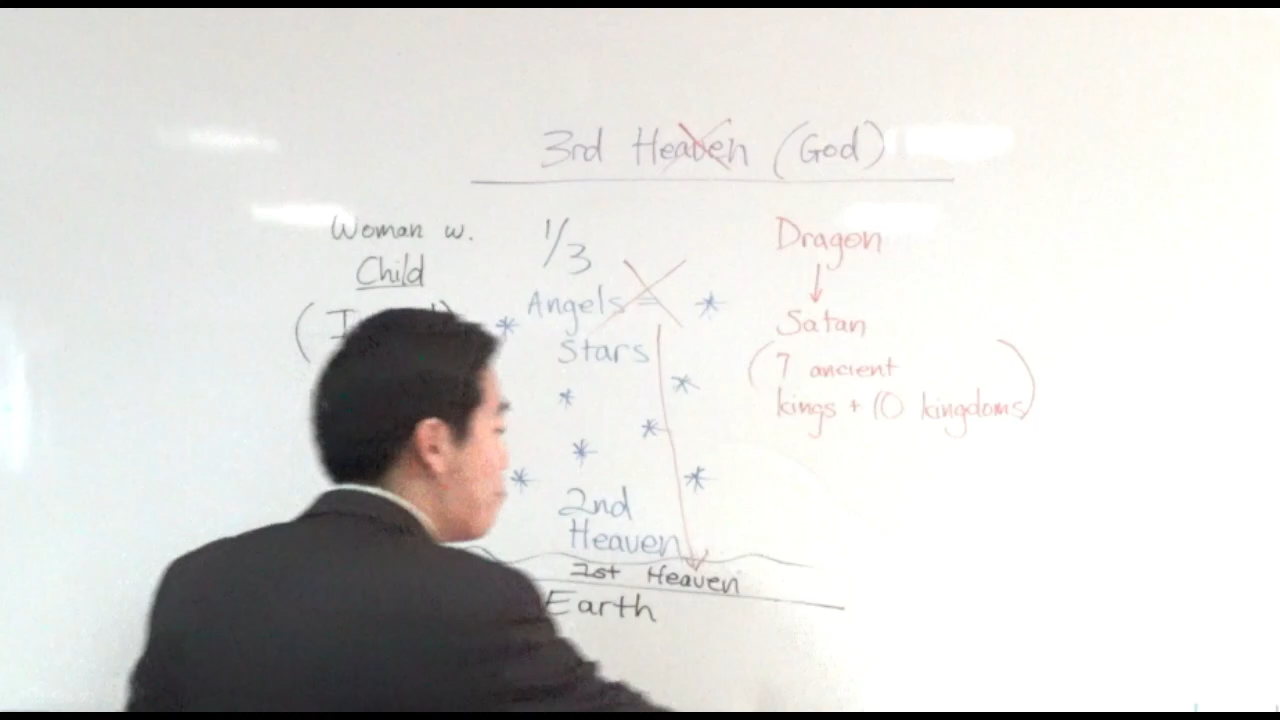 3rd Heaven (God)
Woman w.
Child
1/3
Angels =
Stars
Dragon
Satan
(7 ancient
kings + 10 kingdoms)
2nd
Heaven
1st Heaven
Earth